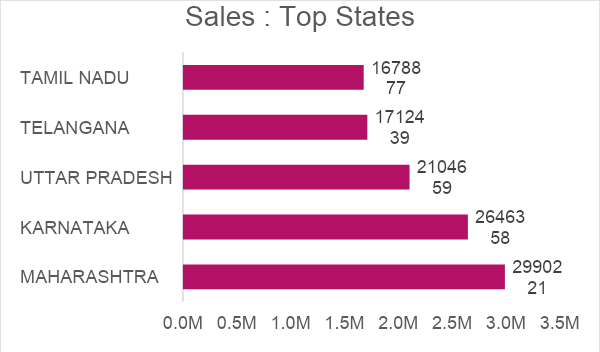 Sales : Top States
TAMIL NADU
16788
77
TELANGANA
17124
39
UTTAR PRADESH
21046
59
KARNATAKA
26463
58
MAHARASHTRA
29902
21
0.0M 0.5M 1.0M 1.5M 2.0M 2.5M 3.0M 3.5M